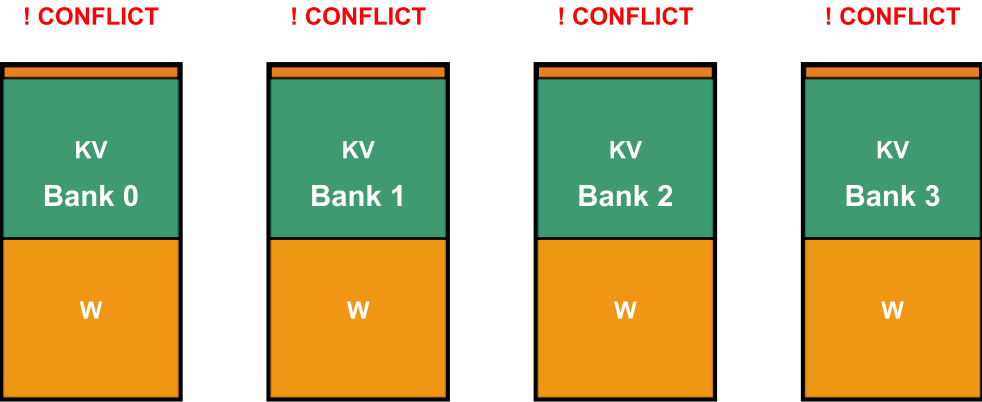 ! CONFLICT
! CONFLICT
! CONFLICT
! CONFLICT
KV
Bank 0
W
KV
Bank 1
W
KV
Bank 2
W
KV
Bank 3
W